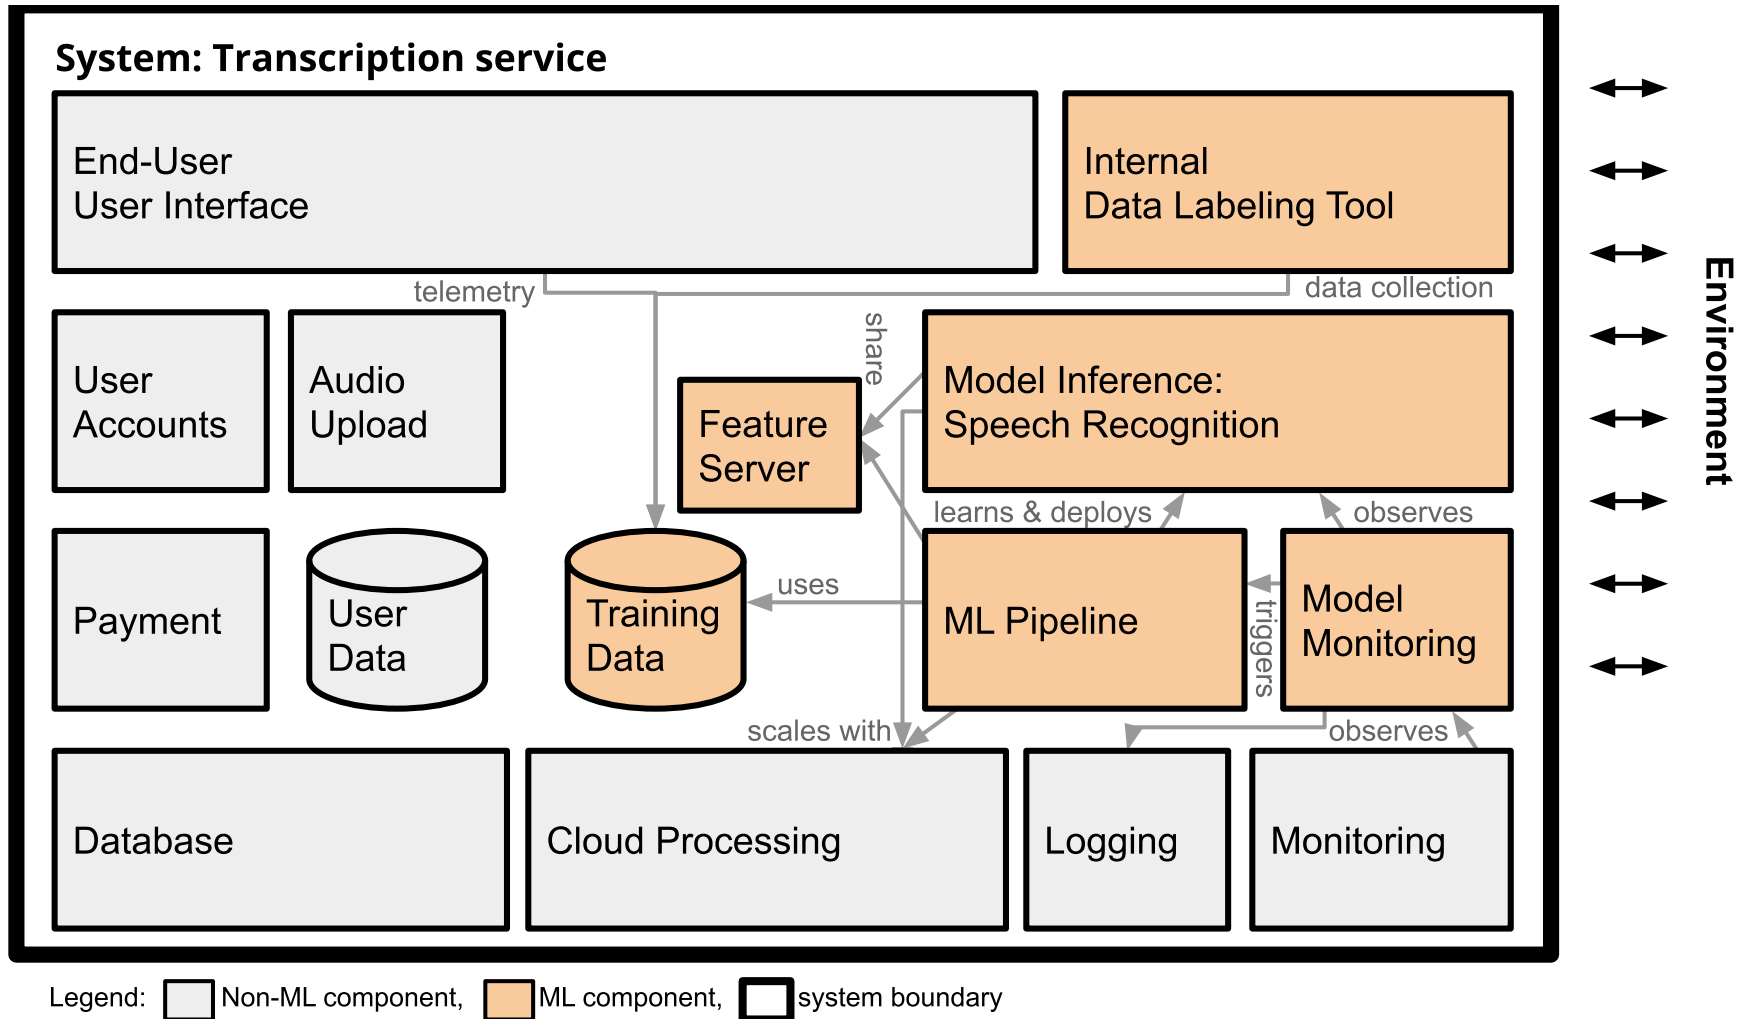 System: Transcription service
End-User
User Interface
Internal
Data Labeling Tool
telemetry
data collection
User
Accounts
Audio
Upload
share
Feature
Server
Model Inference:
Speech Recognition
learns & deploys
observes
Payment
User
Data
Training
Data
uses
ML Pipeline
triggers
Model
Monitoring
scales with
observes
Database
Cloud Processing
Logging
Monitoring
Environment
Legend:
Non-ML component,
ML component,
system boundary